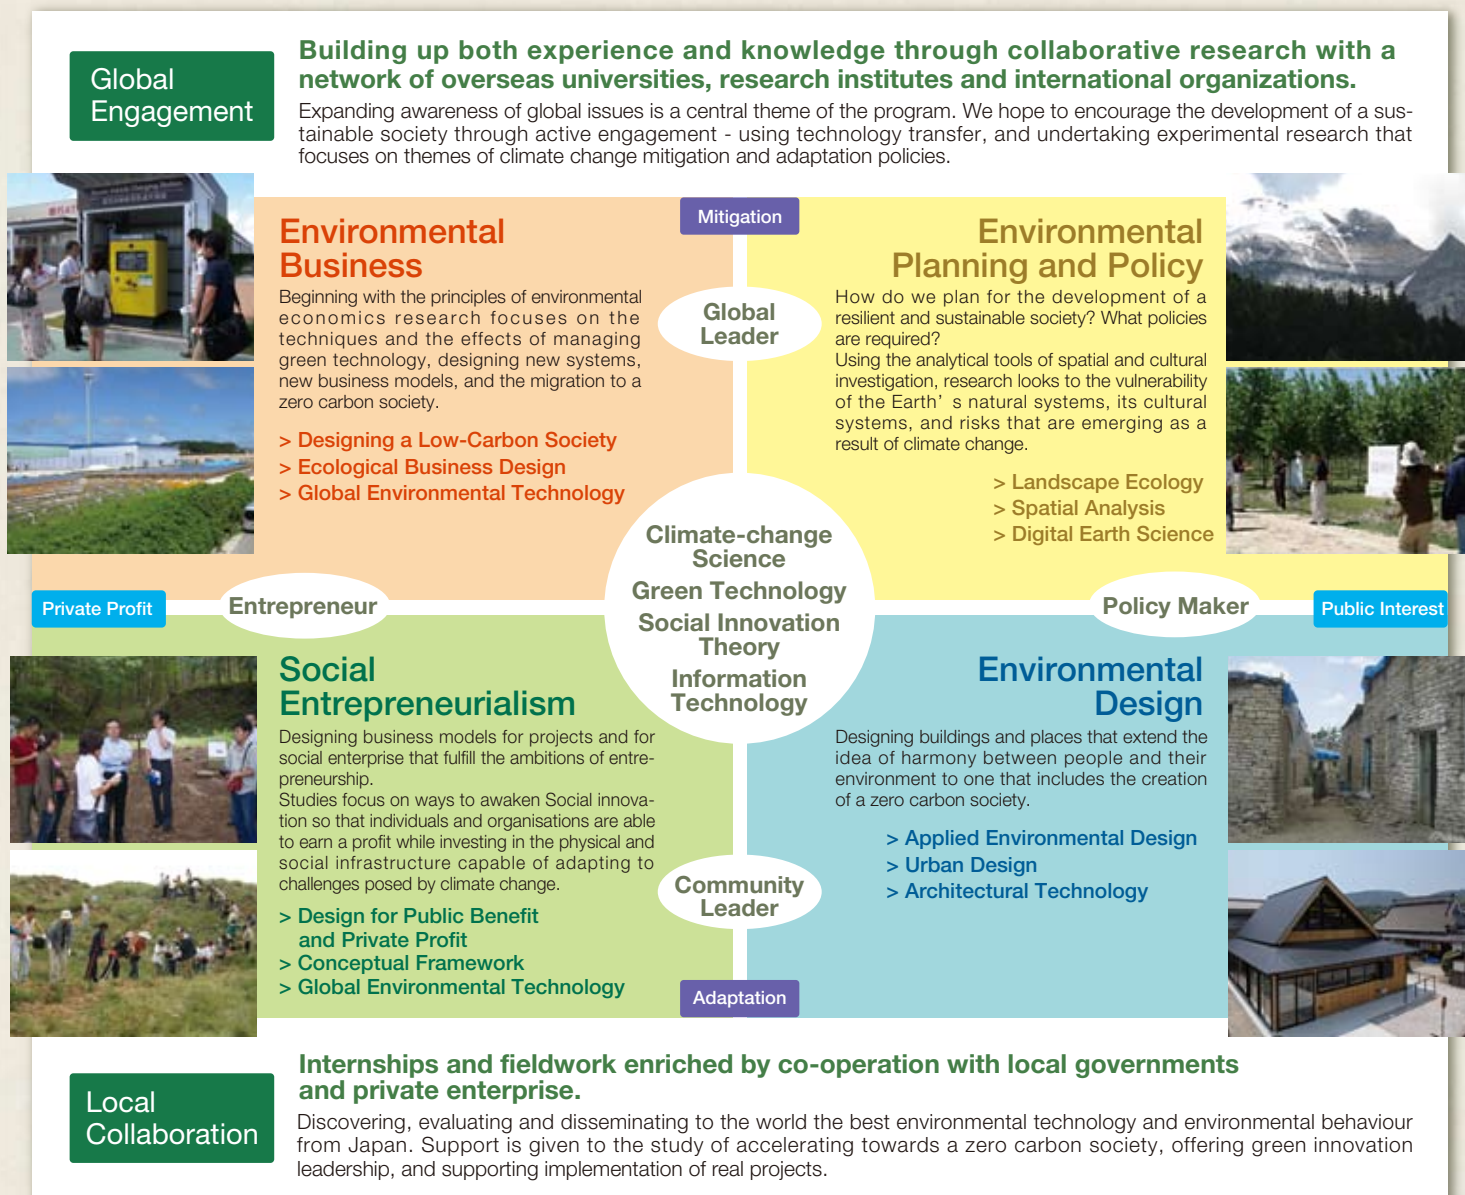 Global
Engagement
Building up both experience and knowledge through collaborative research with a
network of overseas universities, research institutes and international organizations.
Expanding awareness of global issues is a central theme of the program. We hope to encourage the development of a sus-
tainable society through active engagement - using technology transfer, and undertaking experimental research that
focuses on themes of climate change mitigation and adaptation policies.
Mitigation
Environmental
Business
Beginning with the principles of environmental
economics research focuses on the
techniques and the effects of managing
green technology, designing new systems,
new business models, and the migration to a
zero carbon society.
> Designing a Low-Carbon Society
> Ecological Business Design
> Global Environmental Technology
Global
Leader
Environmental
Planning and Policy
How do we plan for the development of a
resilient and sustainable society? What policies
are required?
Using the analytical tools of spatial and cultural
investigation, research looks to the vulnerability
of the Earth’ s natural systems, its cultural
systems, and risks that are emerging as a
result of climate change.
> Landscape Ecology
> Spatial Analysis
> Digital Earth Science
Climate-change
Science
Green Technology
Social Innovation
Theory
Information
Technology
Private Profit
Entrepreneur
Policy Maker
Public Interest
Social
Entrepreneurialism
Designing business models for projects and for
social enterprise that fulfill the ambitions of entre-
preneurship.
Studies focus on ways to awaken Social innova-
tion so that individuals and organisations are able
to earn a profit while investing in the physical and
social infrastructure capable of adapting to
challenges posed by climate change.
> Design for Public Benefit
and Private Profit
> Conceptual Framework
> Global Environmental Technology
Environmental
Design
Designing buildings and places that extend the
idea of harmony between people and their
environment to one that includes the creation
of a zero carbon society.
> Applied Environmental Design
> Urban Design
> Architectural Technology
Community
Leader
Adaptation
Local
Collaboration
Internships and fieldwork enriched by co-operation with local governments
and private enterprise.
Discovering, evaluating and disseminating to the world the best environmental technology and environmental behaviour
from Japan. Support is given to the study of accelerating towards a zero carbon society, offering green innovation
leadership, and supporting implementation of real projects.